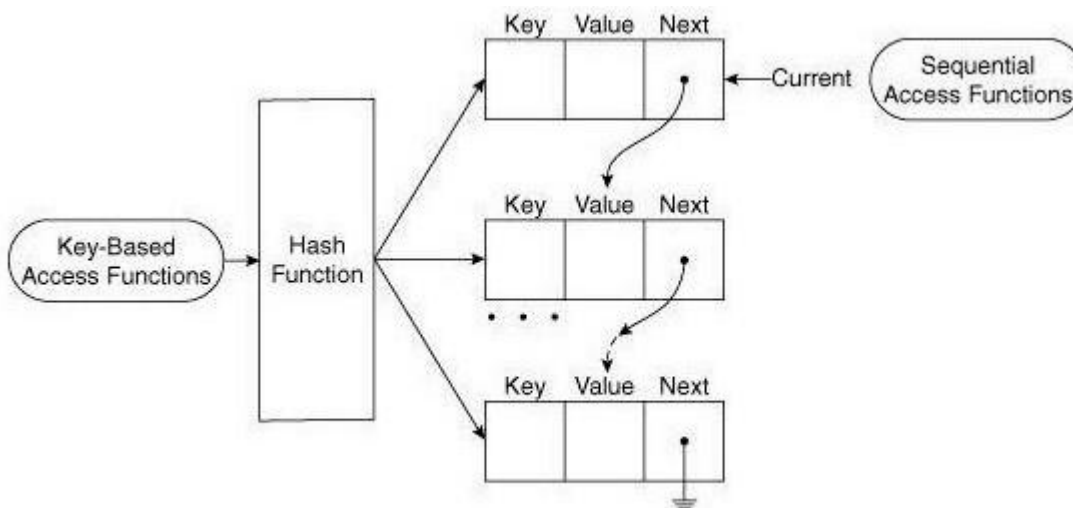 Key Value Next
Current
Sequential
Access Functions
Key Value Next
Key-Based
Access Functions
Hash
Function
Key Value Next